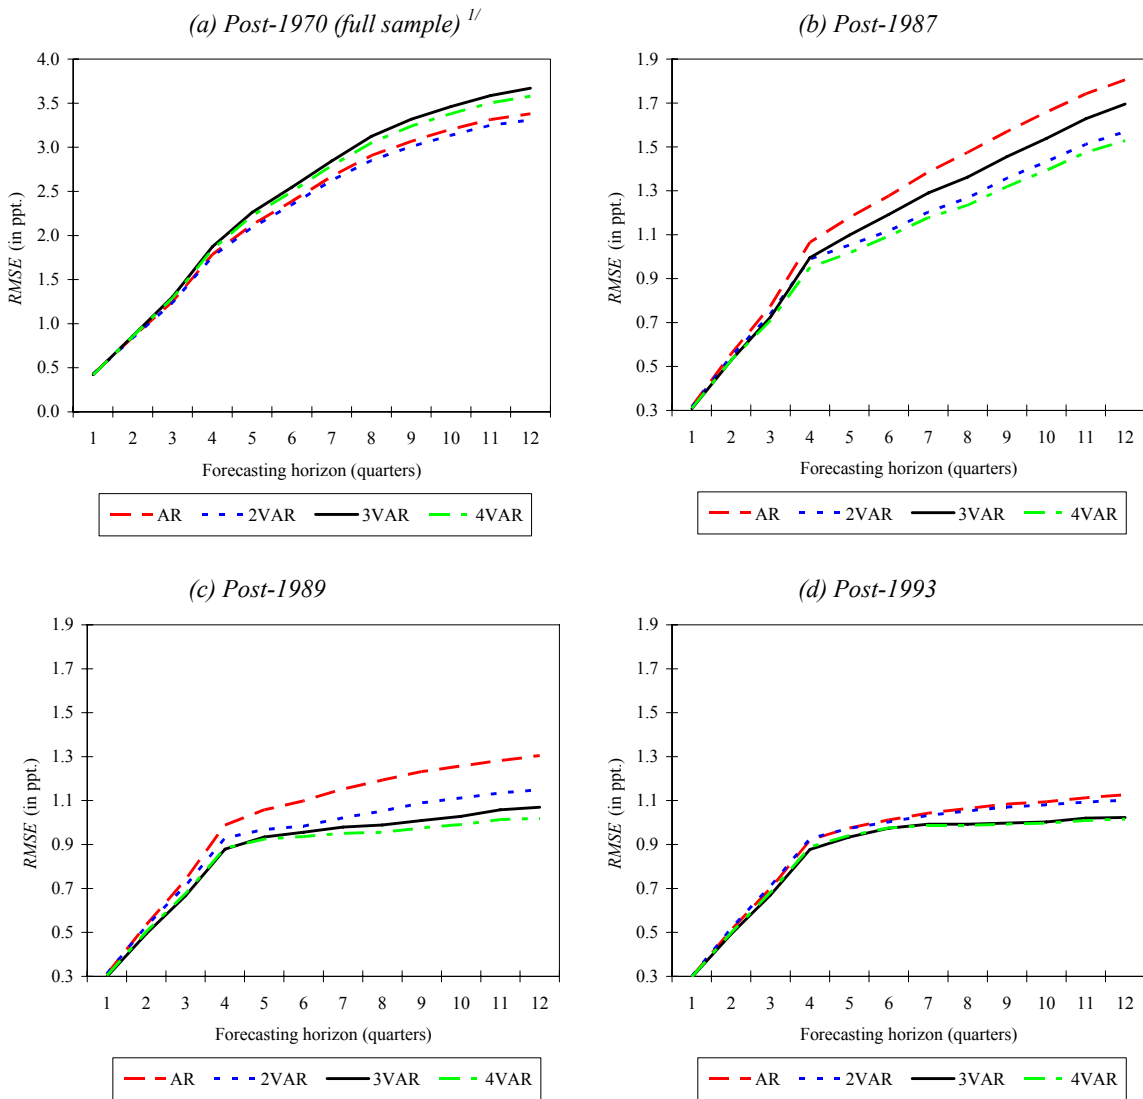 (a) Post-1970 (full sample) 1/
4.0
3.5
3.0
2.5
2.0
1.5
1.0
0.5
0.0
RMSE (in ppt.)
1 2 3 4 5 6 7 8 9 10 11 12
Forecasting horizon (quarters)
AR 2VAR 3VAR 4VAR
(b) Post-1987
1.9
1.7
1.5
1.3
1.1
0.9
0.7
0.5
0.3
RMSE (in ppt.)
1 2 3 4 5 6 7 8 9 10 11 12
Forecasting horizon (quarters)
AR 2VAR 3VAR 4VAR
(c) Post-1989
1.9
1.7
1.5
1.3
1.1
0.9
0.7
0.5
0.3
RMSE (in ppt.)
1 2 3 4 5 6 7 8 9 10 11 12
Forecasting horizon (quarters)
AR 2VAR 3VAR 4VAR
(d) Post-1993
1.9
1.7
1.5
1.3
1.1
0.9
0.7
0.5
0.3
RMSE (in ppt.)
1 2 3 4 5 6 7 8 9 10 11 12
Forecasting horizon (quarters)
AR 2VAR 3VAR 4VAR